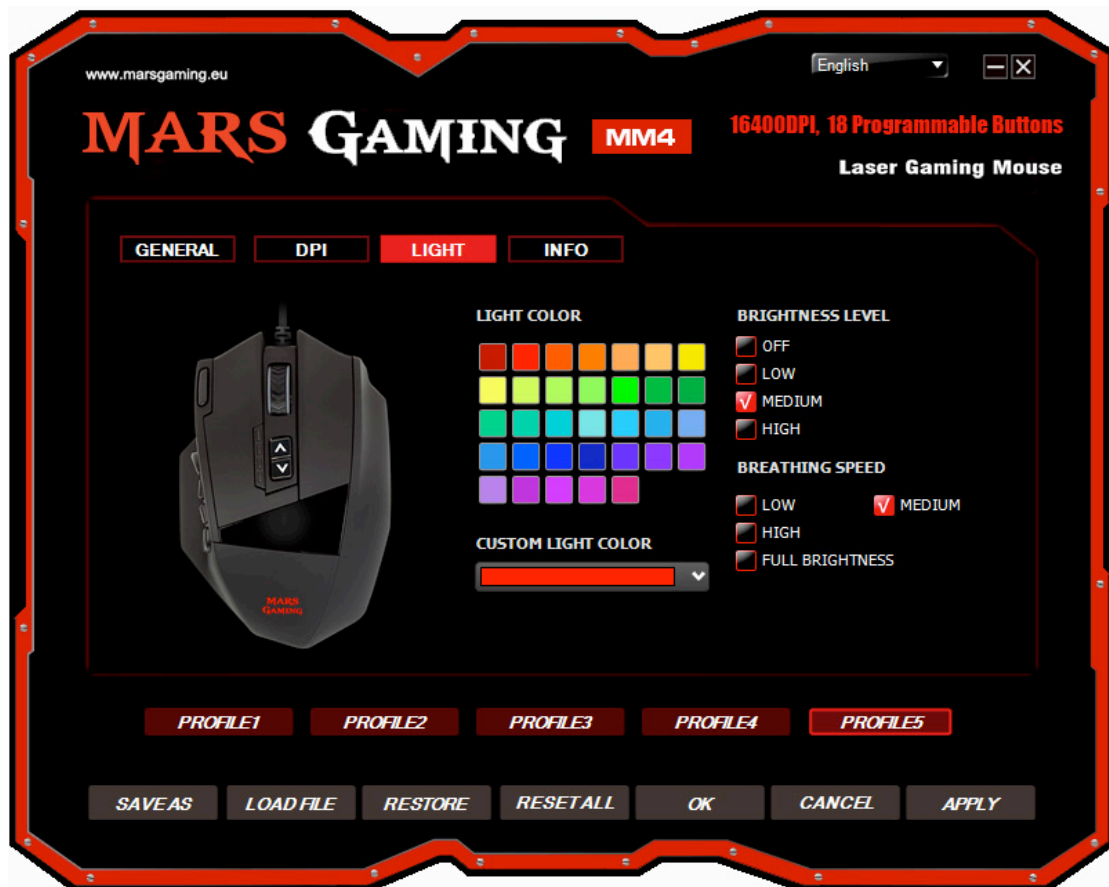 www.marsgaming.eu
English
MARS GAMING MM4
16400DPI, 18 Programmable Buttons
Laser Gaming Mouse
GENERAL DPI LIGHT INFO
LIGHT COLOR
CUSTOM LIGHT COLOR
BRIGHTNESS LEVEL
OFF
LOW
MEDIUM
HIGH
BREATHING SPEED
LOW MEDIUM
HIGH
FULL BRIGHTNESS
MARS
GAMING
PROFILE1 PROFILE2 PROFILE3 PROFILE4 PROFILE5
SAVE AS LOAD FILE RESTORE RESET ALL OK CANCEL APPLY